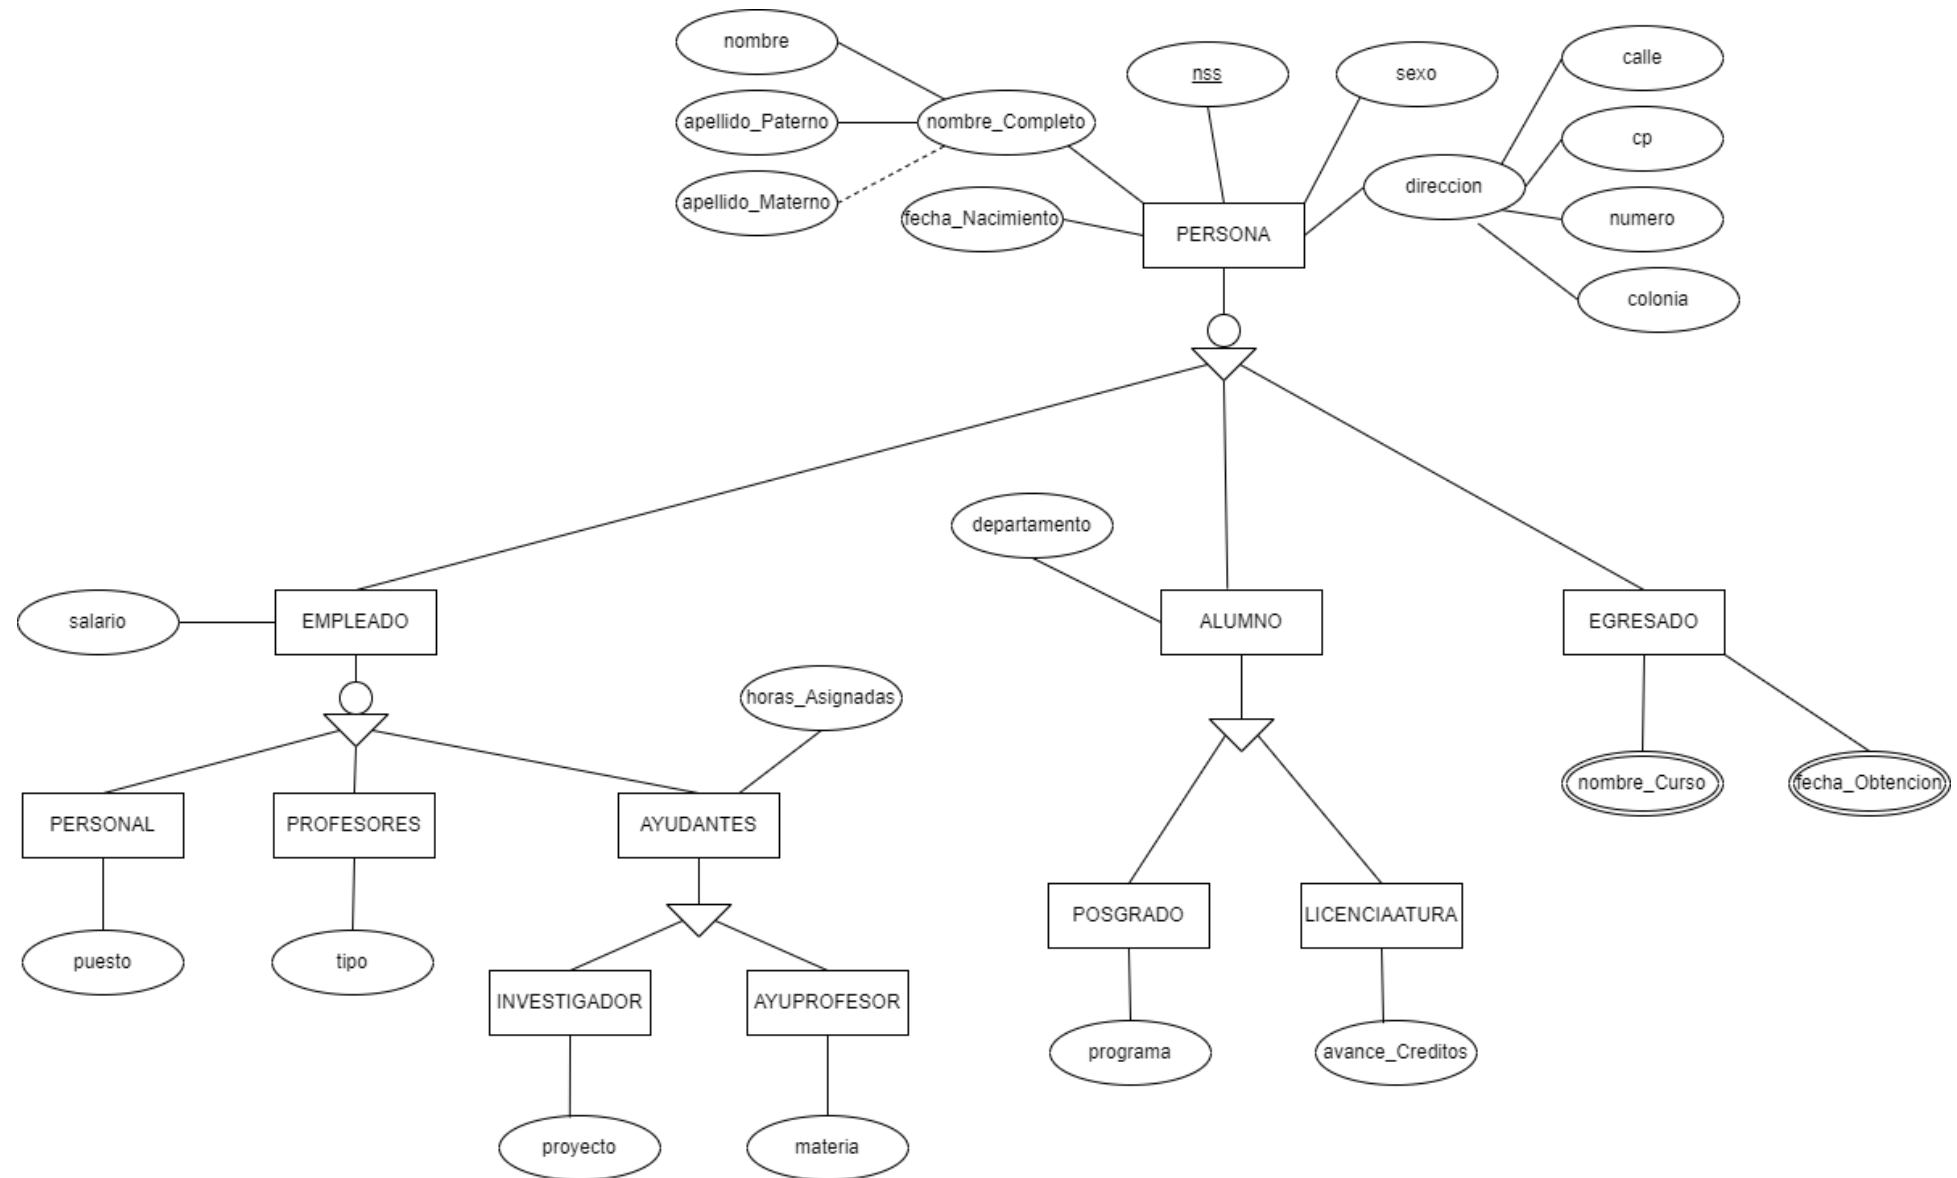 nombre
nss
sexo
calle
apellido_Paterno
nombre_Completo
cp
apellido_Materno
direccion
fecha_Nacimiento
PERSONA
numero
colonia
departamento
salario
EMPLEADO
ALUMNO
EGRESADO
horas_Asignadas
nombre_Curso
fecha_Obtencion
PERSONAL
PROFESORES
AYUDANTES
POSGRADO
LICENCIAATURA
puesto
tipo
INVESTIGADOR
AYUPROFESOR
programa
avance_Creditos
proyecto
materia